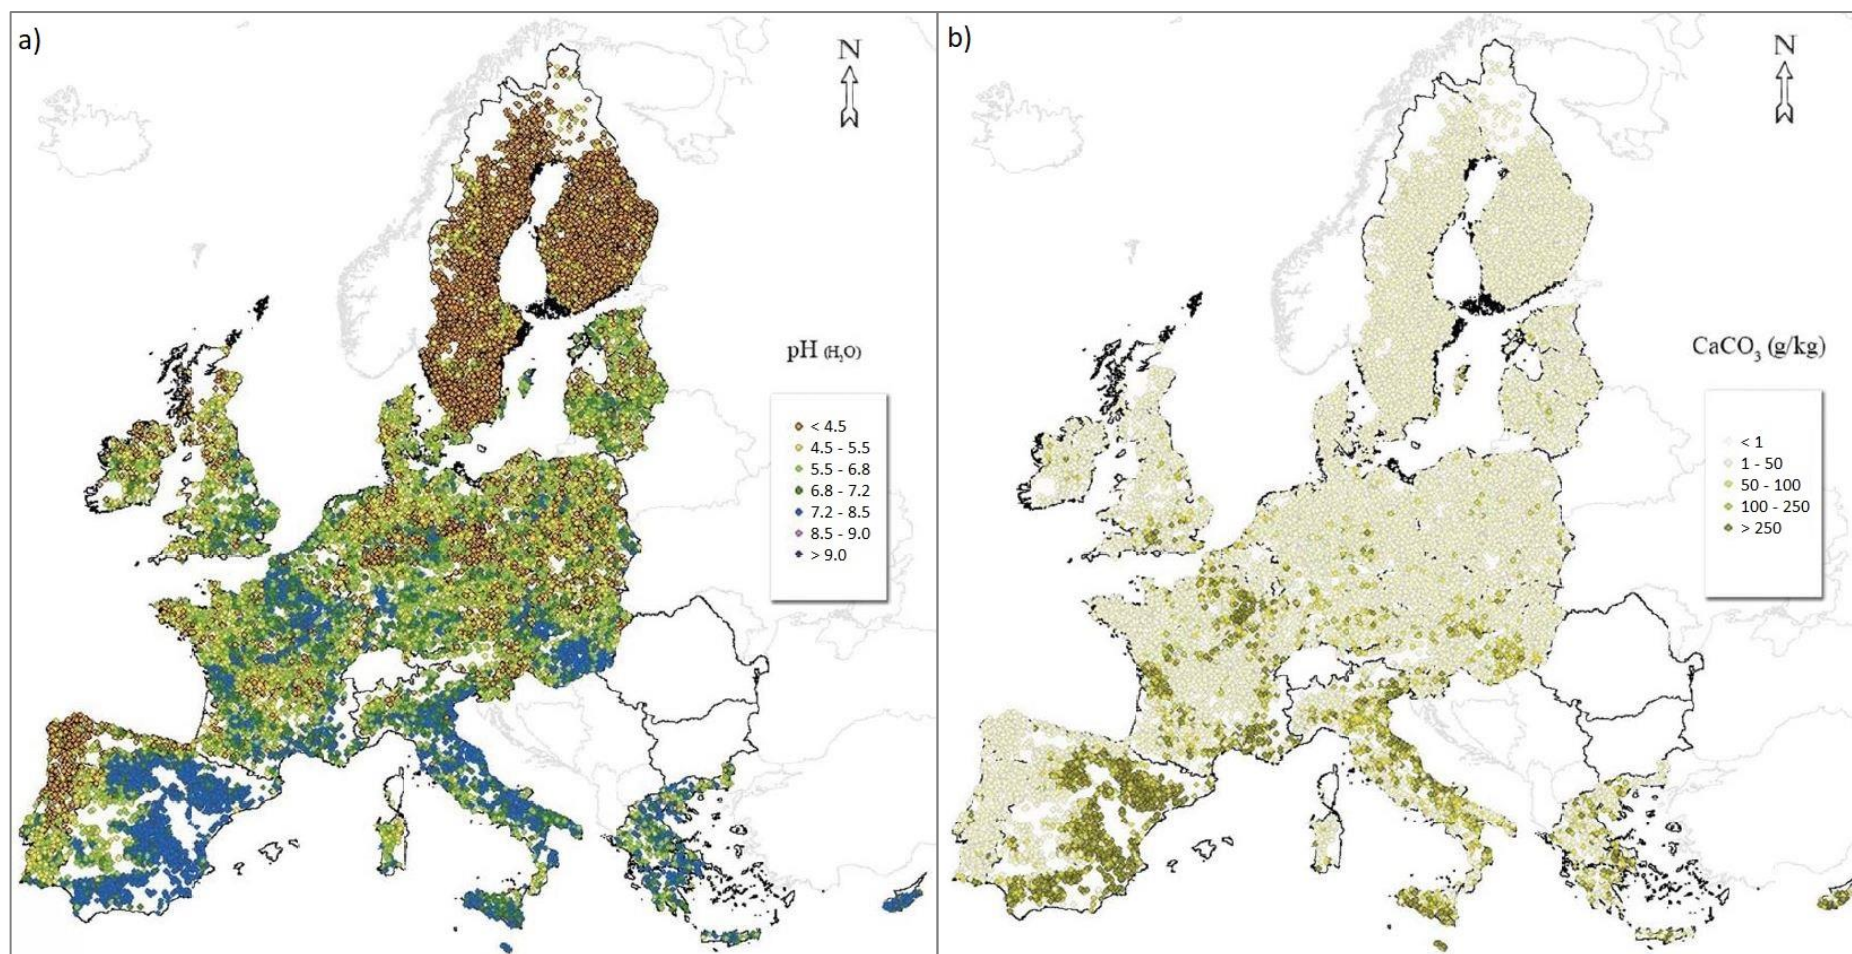 a)
N
pH (H₂O)
< 4.5
4.5 - 5.5
5.5 - 6.8
6.8 - 7.2
7.2 - 8.5
8.5 - 9.0
> 9.0
b)
N
CaCO₃ (g/kg)
< 1
1 - 50
50 - 100
100 - 250
> 250